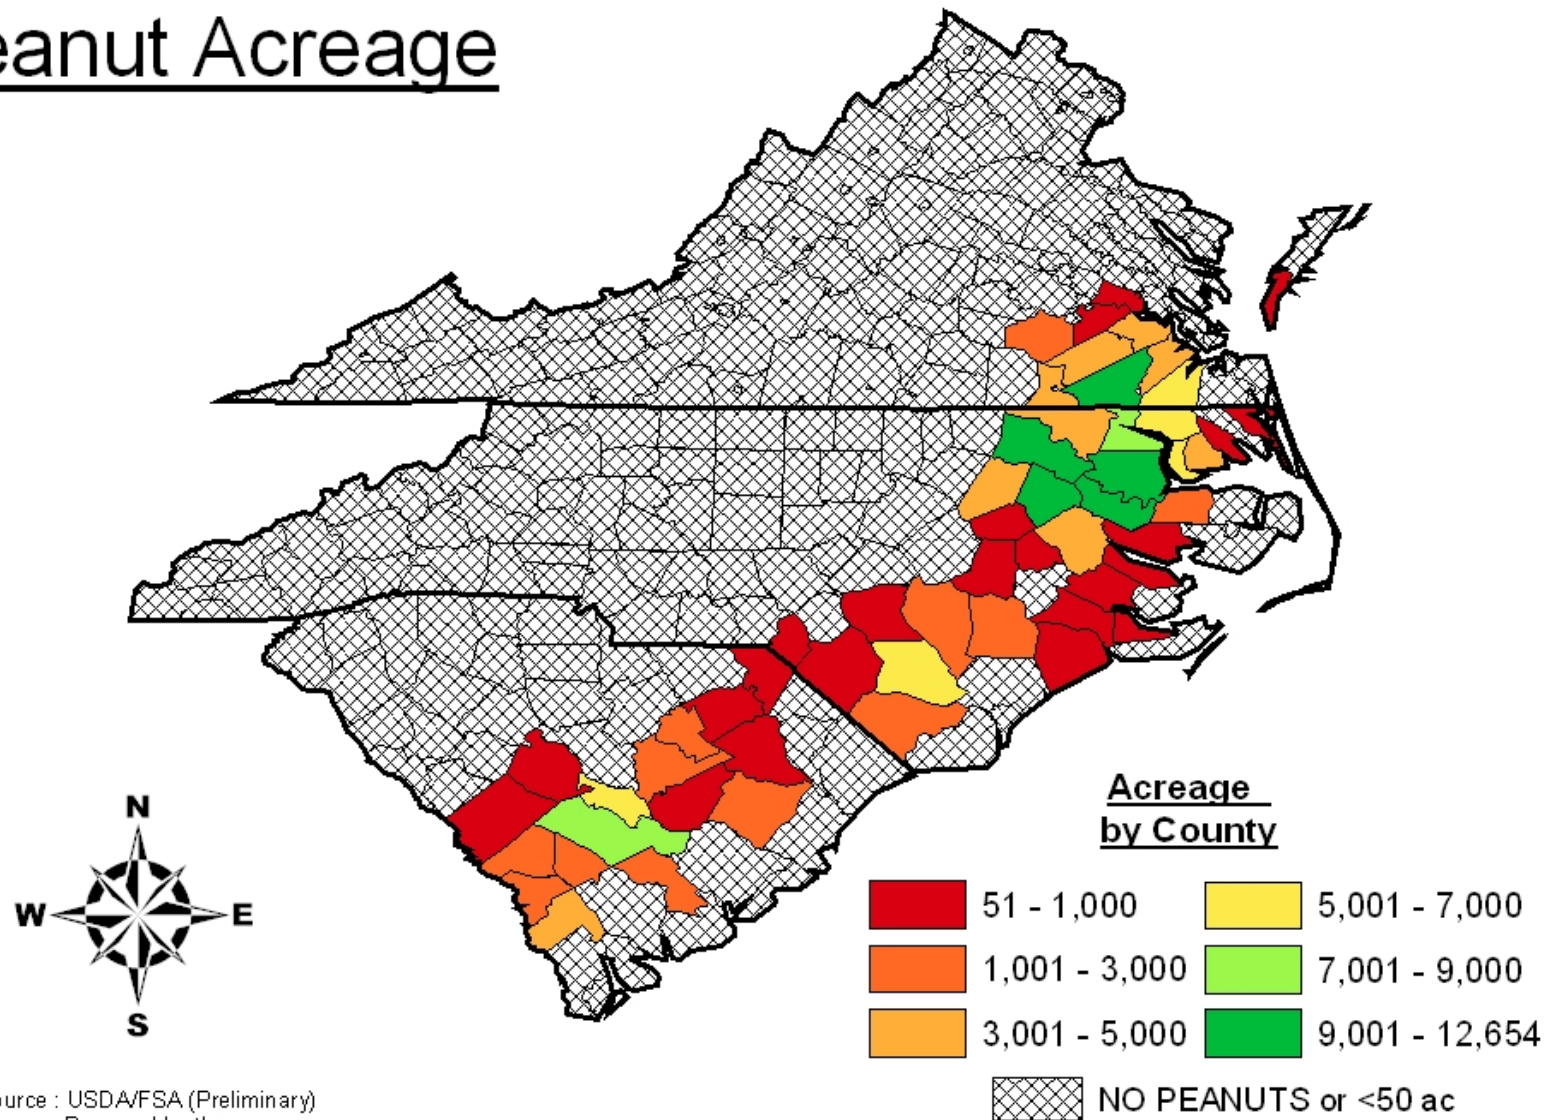 eanut Acreage
N
W E
S
Acreage
by County
51 - 1,000
5,001 - 7,000
1,001 - 3,000
7,001 - 9,000
3,001 - 5,000
9,001 - 12,654
NO PEANUTS or <50 ac
ource : USDA/FSA (Preliminary)